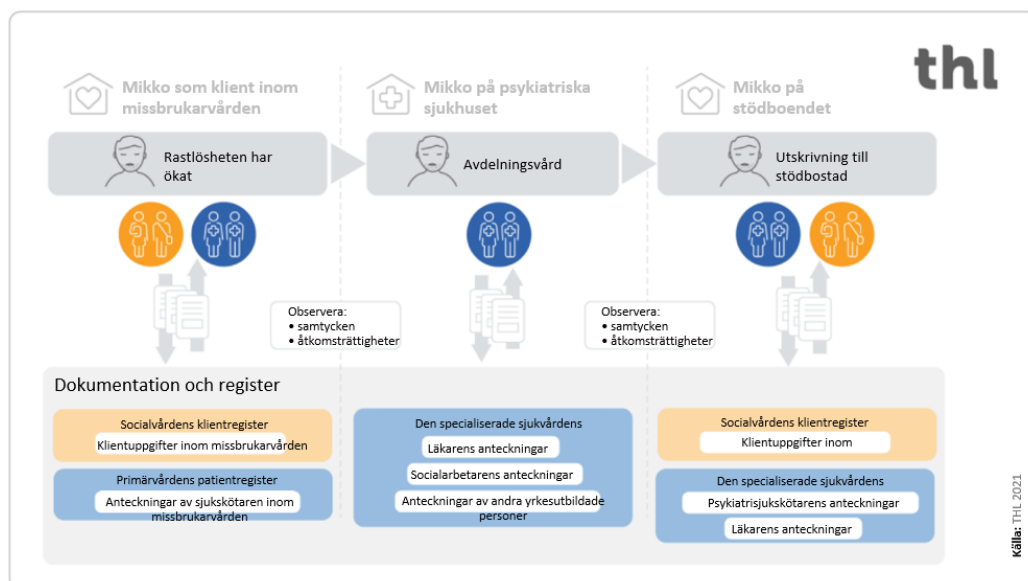 thl
Mikko som klient inom
missbrukarvården
Mikko på psykiatriska
sjukhuset
Mikko på
stödboendet
Rastlösheten har
ökat
Avdelningsvård
Utskrivning till
stödbostad
Observera:
• samtycken
• åtkomsträttigheter
Observera:
• samtycken
• åtkomsträttigheter
Dokumentation och register
Socialvårdens klientregister
Klientuppgifter inom missbrukarvården
Primärvårdens patientregister
Anteckningar av sjukskötaren inom
missbrukarvården
Den specialiserade sjukvårdens
Läkarens anteckningar
Socialarbetarens anteckningar
Anteckningar av andra yrkesutbildade
personer
Socialvårdens klientregister
Klientuppgifter inom
Den specialiserade sjukvårdens
Psykiatrisjukskötarens anteckningar
Läkarens anteckningar
Källa: THL 2021